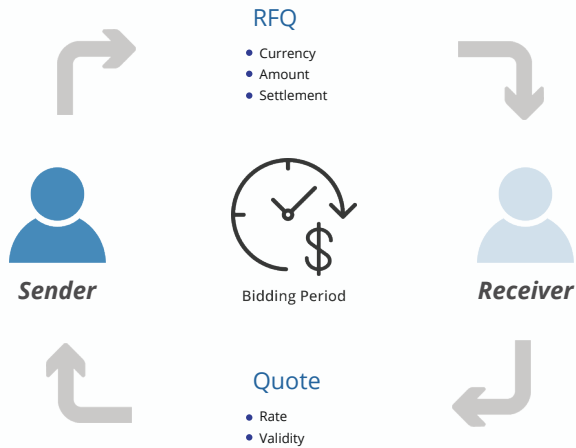 RFQ
Currency
Amount
Settlement
$
Sender
Bidding Period
Receiver
Quote
Rate
Validity